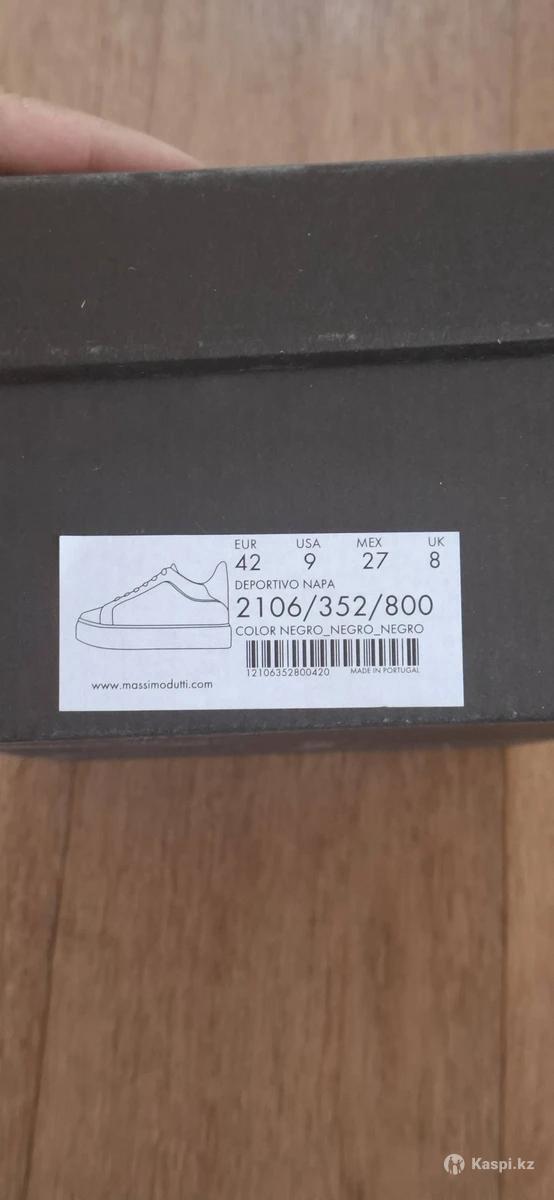 EUR USA MEX UK
42 9 27 8
DEPORTIVO NAPA
2106/352/800
COLOR NEGRO_NEGRO_NEGRO
12106352800420 MADE IN PORTUGAL
www.massimodutti.com
Kaspi.kz